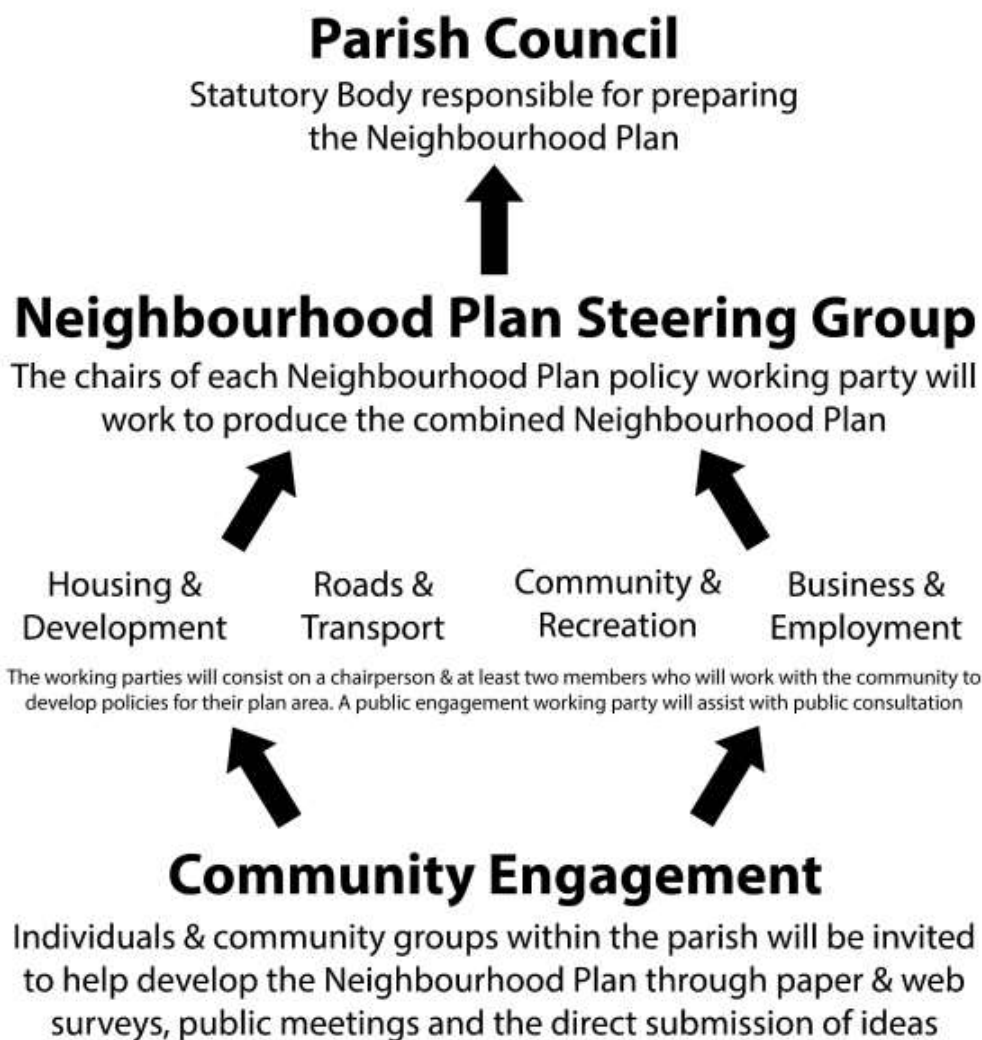 Parish Council
Statutory Body responsible for preparing
the Neighbourhood Plan
Neighbourhood Plan Steering Group
The chairs of each Neighbourhood Plan policy working party will
work to produce the combined Neighbourhood Plan
Housing &
Development
Roads &
Transport
Community &
Recreation
Business &
Employment
The working parties will consist on a chairperson & at least two members who will work with the community to
develop policies for their plan area. A public engagement working party will assist with public consultation
Community Engagement
Individuals & community groups within the parish will be invited
to help develop the Neighbourhood Plan through paper & web
surveys, public meetings and the direct submission of ideas